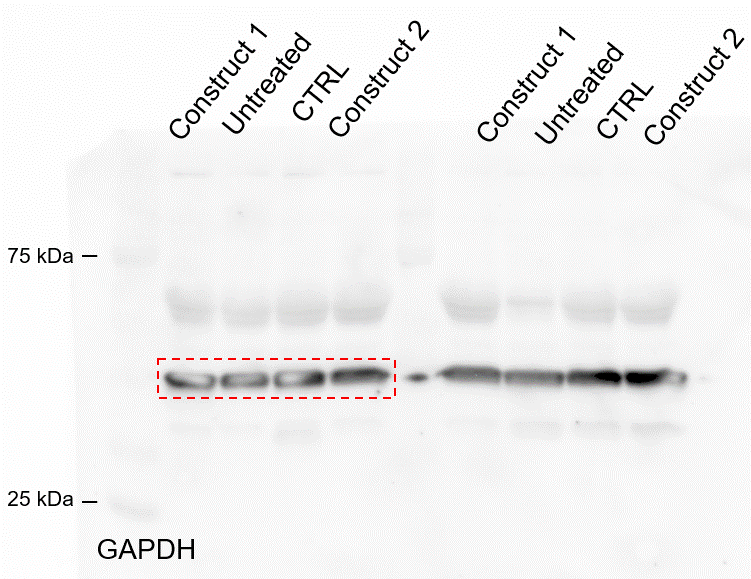 Construct 1
Untreated
CTRL
Construct 2
Construct 1
Untreated
CTRL
Construct 2
75 kDa
25 kDa
GAPDH